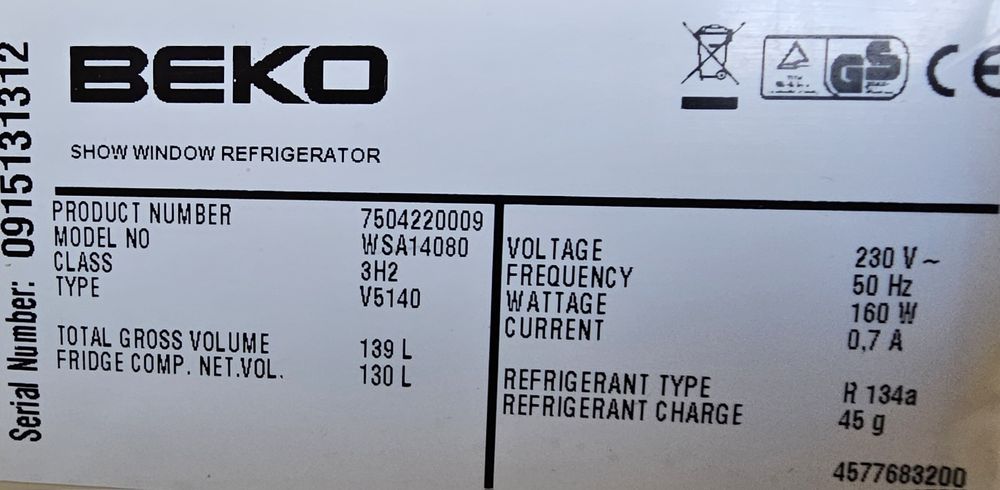 BEKO
GS
CE
SHOW WINDOW REFRIGERATOR
Serial Number: 09151313 12
PRODUCT NUMBER 7504220009
MODEL NO WSA14080
CLASS 3H2
TYPE V5140
TOTAL GROSS VOLUME 139 L
FRIDGE COMP. NET.VOL. 130 L
VOLTAGE 230 V ~
FREQUENCY 50 Hz
WATTAGE 160 W
CURRENT 0,7 A
REFRIGERANT TYPE R 134a
REFRIGERANT CHARGE 45 g
4577683200